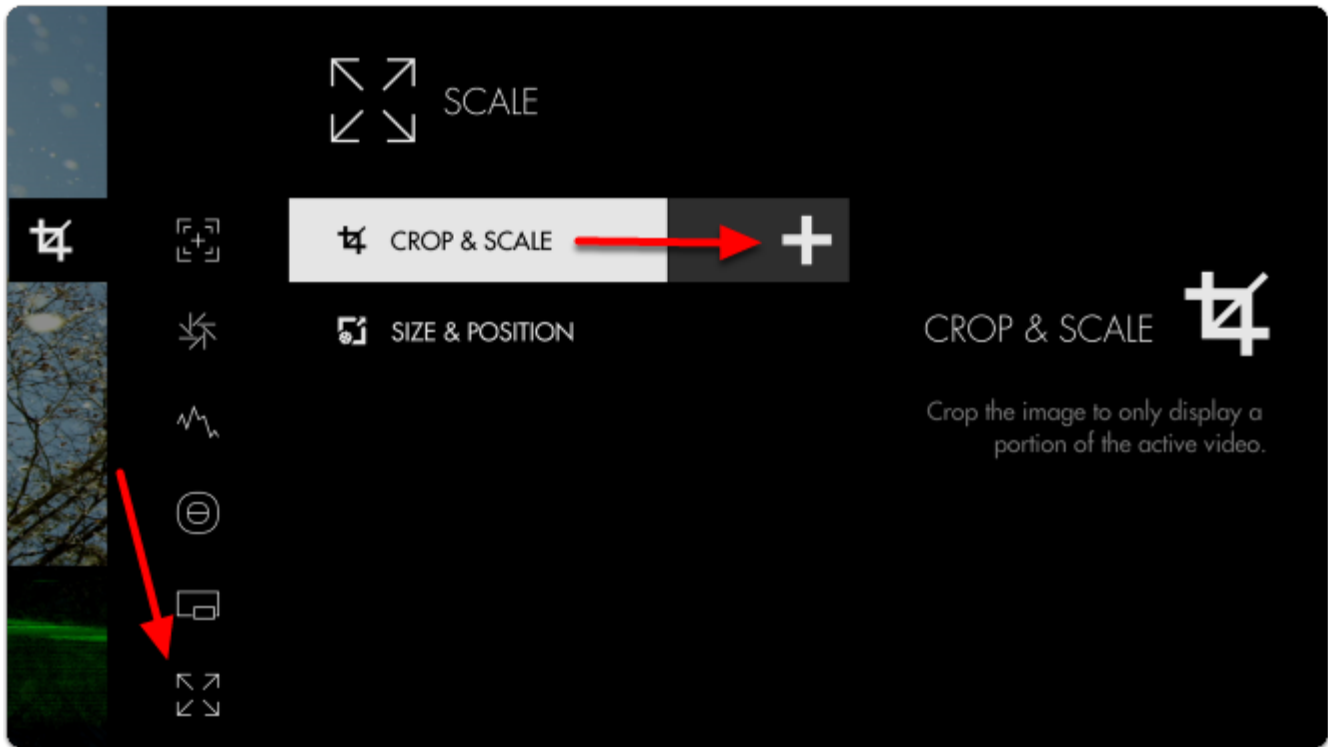 SCALE
CROP & SCALE
SIZE & POSITION
CROP & SCALE
Crop the image to only display a
portion of the active video.